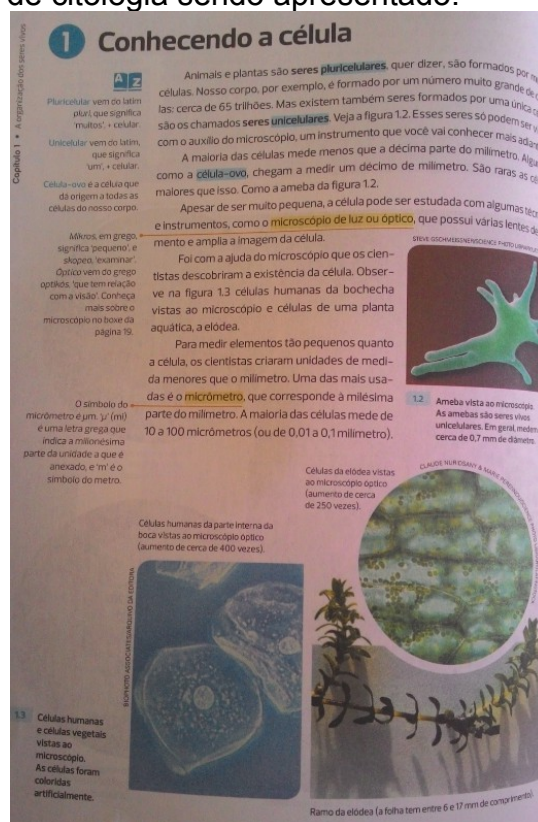 de citologia sendo apresentado.
Capítulo 1 • A organização dos seres vivos
1 Conhecendo a célula
A Z
Pluricelular vem do latim
pluri, que significa
'muitos', + celular.
Unicelular vem do latim,
que significa
'um', + celular.
Célula-ovo é a célula que
dá origem a todas as
células do nosso corpo.
Mikros, em grego,
significa 'pequeno', e
skopeo, 'examinar'.
Óptico vem do grego
optikós, 'que tem relação
com a visão'. Conheça
mais sobre o
microscópio no boxe da
página 19.
O símbolo do
micrômetro é μm. 'μ' (mi)
é uma letra grega que
indica a milionésima
parte da unidade a que é
anexado, e 'm' é o
símbolo do metro.
Animais e plantas são seres pluricelulares, quer dizer, são formados por
células. Nosso corpo, por exemplo, é formado por um número muito grande de
las: cerca de 65 trilhões. Mas existem também seres formados por uma única
são os chamados seres unicelulares. Veja a figura 1.2. Esses seres só podem ser
com o auxílio do microscópio, um instrumento que você vai conhecer mais
A maioria das células mede menos que a décima parte do milímetro.
como a célula-ovo, chegam a medir um décimo de milímetro. São raras as
maiores que isso. Como a ameba da figura 1.2.
Apesar de ser muito pequena, a célula pode ser estudada com algumas
e instrumentos, como o microscópio de luz ou óptico, que possui várias lentes de
mento e amplia a imagem da célula.
Foi com a ajuda do microscópio que os cien-
tistas descobriram a existência da célula. Obser-
ve na figura 1.3 células humanas da bochecha
vistas ao microscópio e células de uma planta
aquática, a elódea.
Para medir elementos tão pequenos quanto
a célula, os cientistas criaram unidades de medi-
da menores que o milímetro. Uma das mais usa-
das é o micrômetro, que corresponde à milésima
parte do milímetro. A maioria das células mede de
10 a 100 micrômetros (ou de 0,01 a 0,1 milímetro).
1.2 Ameba vista ao microscópio.
As amebas são seres vivos
unicelulares. Em geral, medem
cerca de 0,7 mm de diâmetro.
Células da elódea vistas
ao microscópio óptico
(aumento de cerca
de 250 vezes).
Células humanas da parte interna da
boca vistas ao microscópio óptico
(aumento de cerca de 400 vezes).
1.3 Células humanas
e células vegetais
vistas ao
microscópio.
As células foram
coloridas
artificialmente.
Ramo da elódea (a folha tem entre 6 e 17 mm de comprimento).